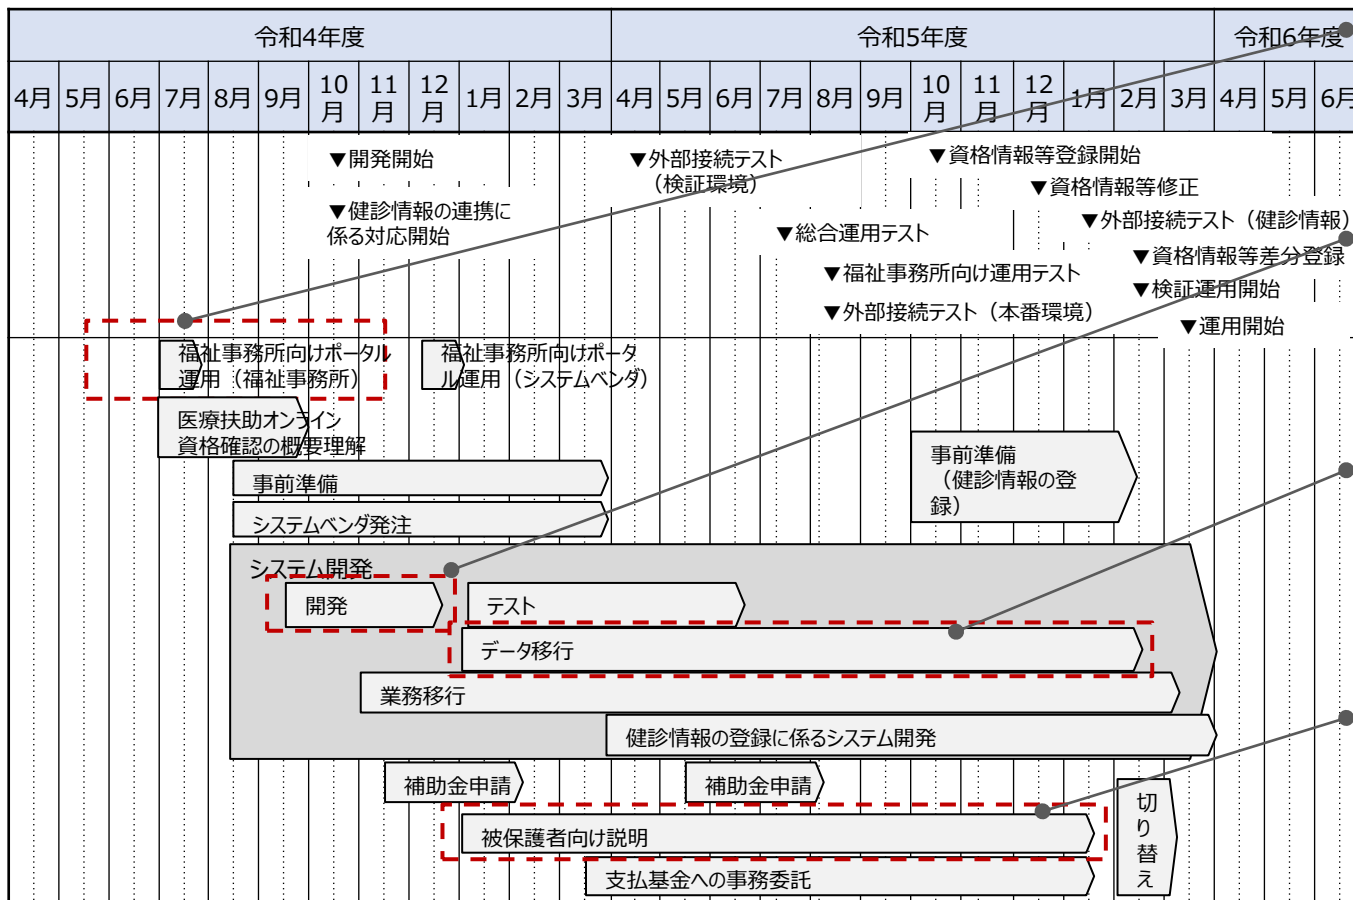 令和4年度
令和5年度
令和6年度
4月
5月
6月
7月
8月
9月
10
月
11
月
12
月
1月
2月
3月
4月
5月
6月
7月
8月
9月
10
月
11
月
12
月
1月
2月
3月
4月
5月
6月
▼開発開始
▼健診情報の連携に
係る対応開始
▼外部接続テスト
（検証環境）
▼総合運用テスト
▼福祉事務所向け運用テスト
▼外部接続テスト（本番環境）
▼資格情報等登録開始
▼資格情報等修正
▼外部接続テスト（健診情報）
▼資格情報等差分登録
▼検証運用開始
▼運用開始
福祉事務所向けポータル
運用（福祉事務所）
福祉事務所向けポータ
ル運用（システムベンダ）
医療扶助オンライン
資格確認の概要理解
事前準備
システムベンダ発注
事前準備
（健診情報の登
録）
システム開発
開発
テスト
データ移行
業務移行
健診情報の登録に係るシステム開発
補助金申請
補助金申請
被保護者向け説明
支払基金への事務委託
切
り
替
え